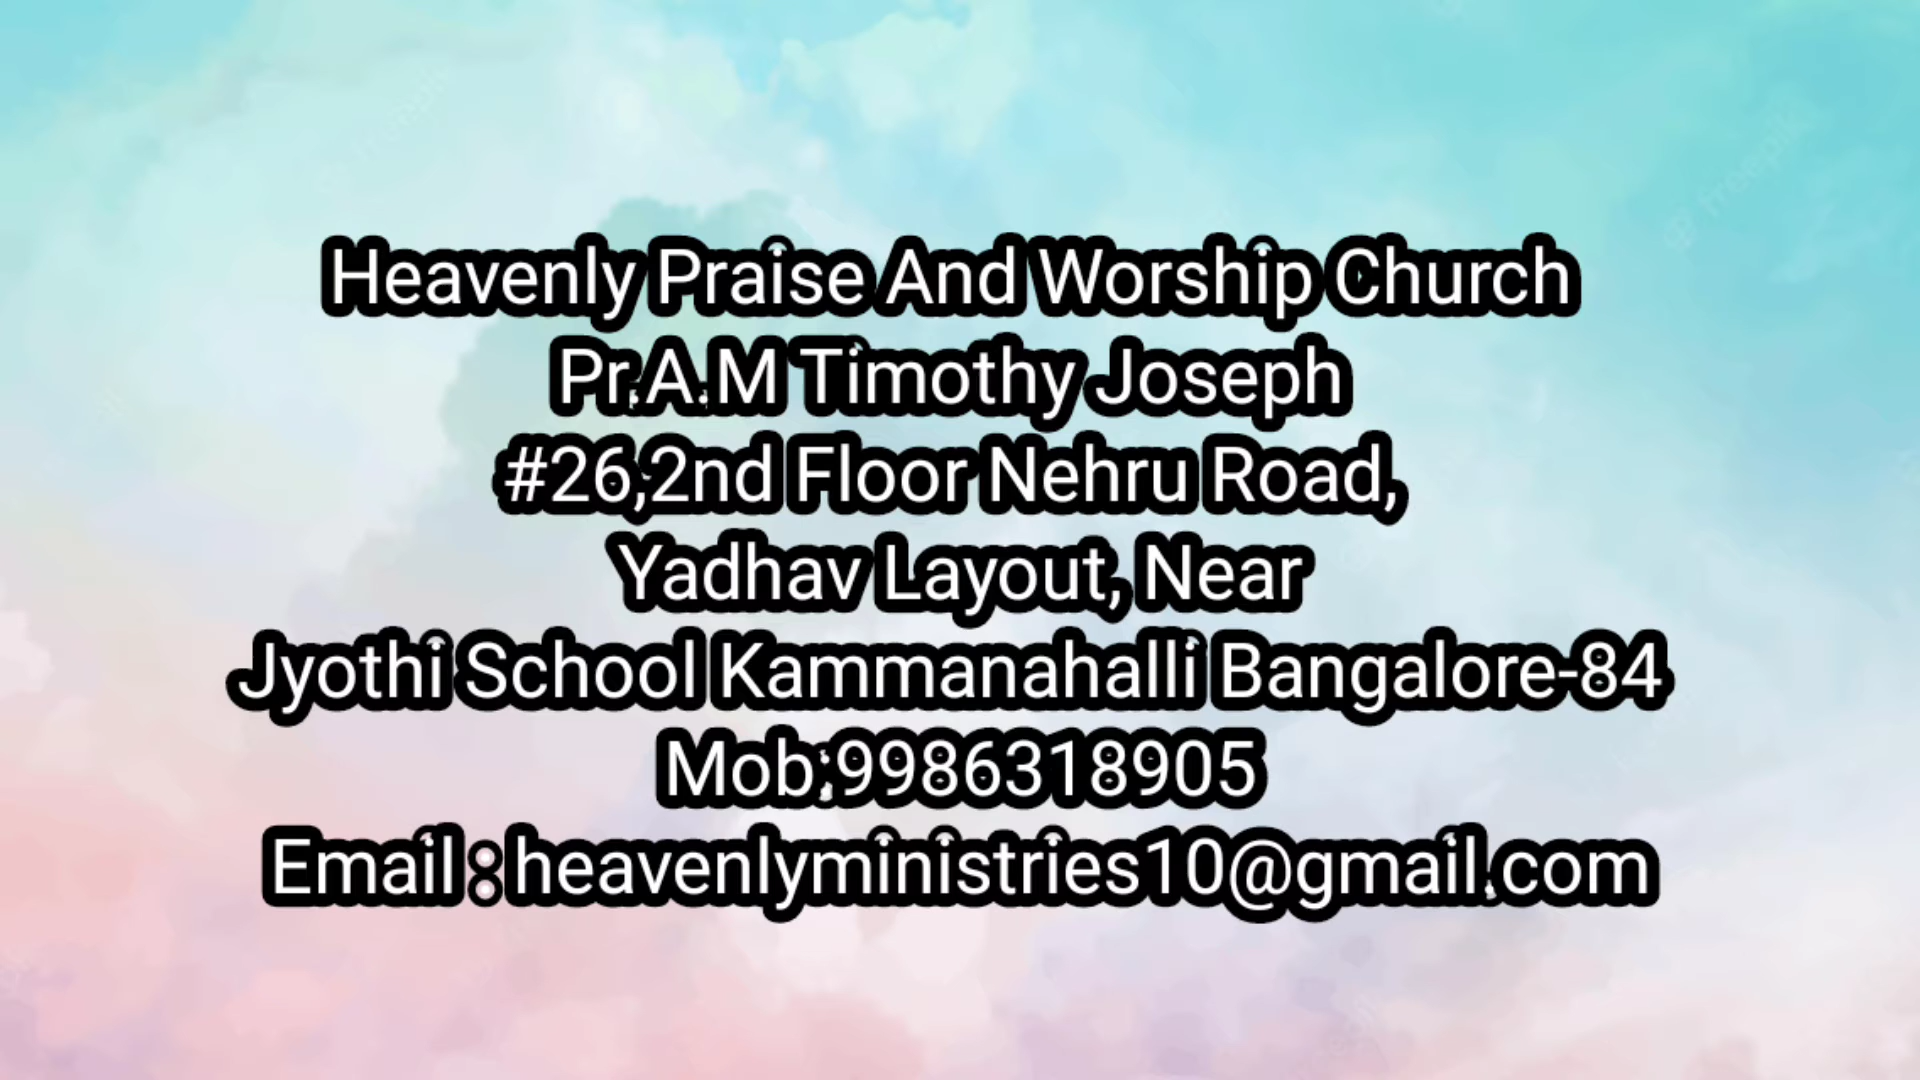 Heavenly Praise And Worship Church
Pr.A.M Timothy Joseph
#26,2nd Floor Nehru Road,
Yadhav Layout, Near
Jyothi School Kammanahalli Bangalore-84
Mob;9986318905
Email : heavenlyministries10@gmail.com